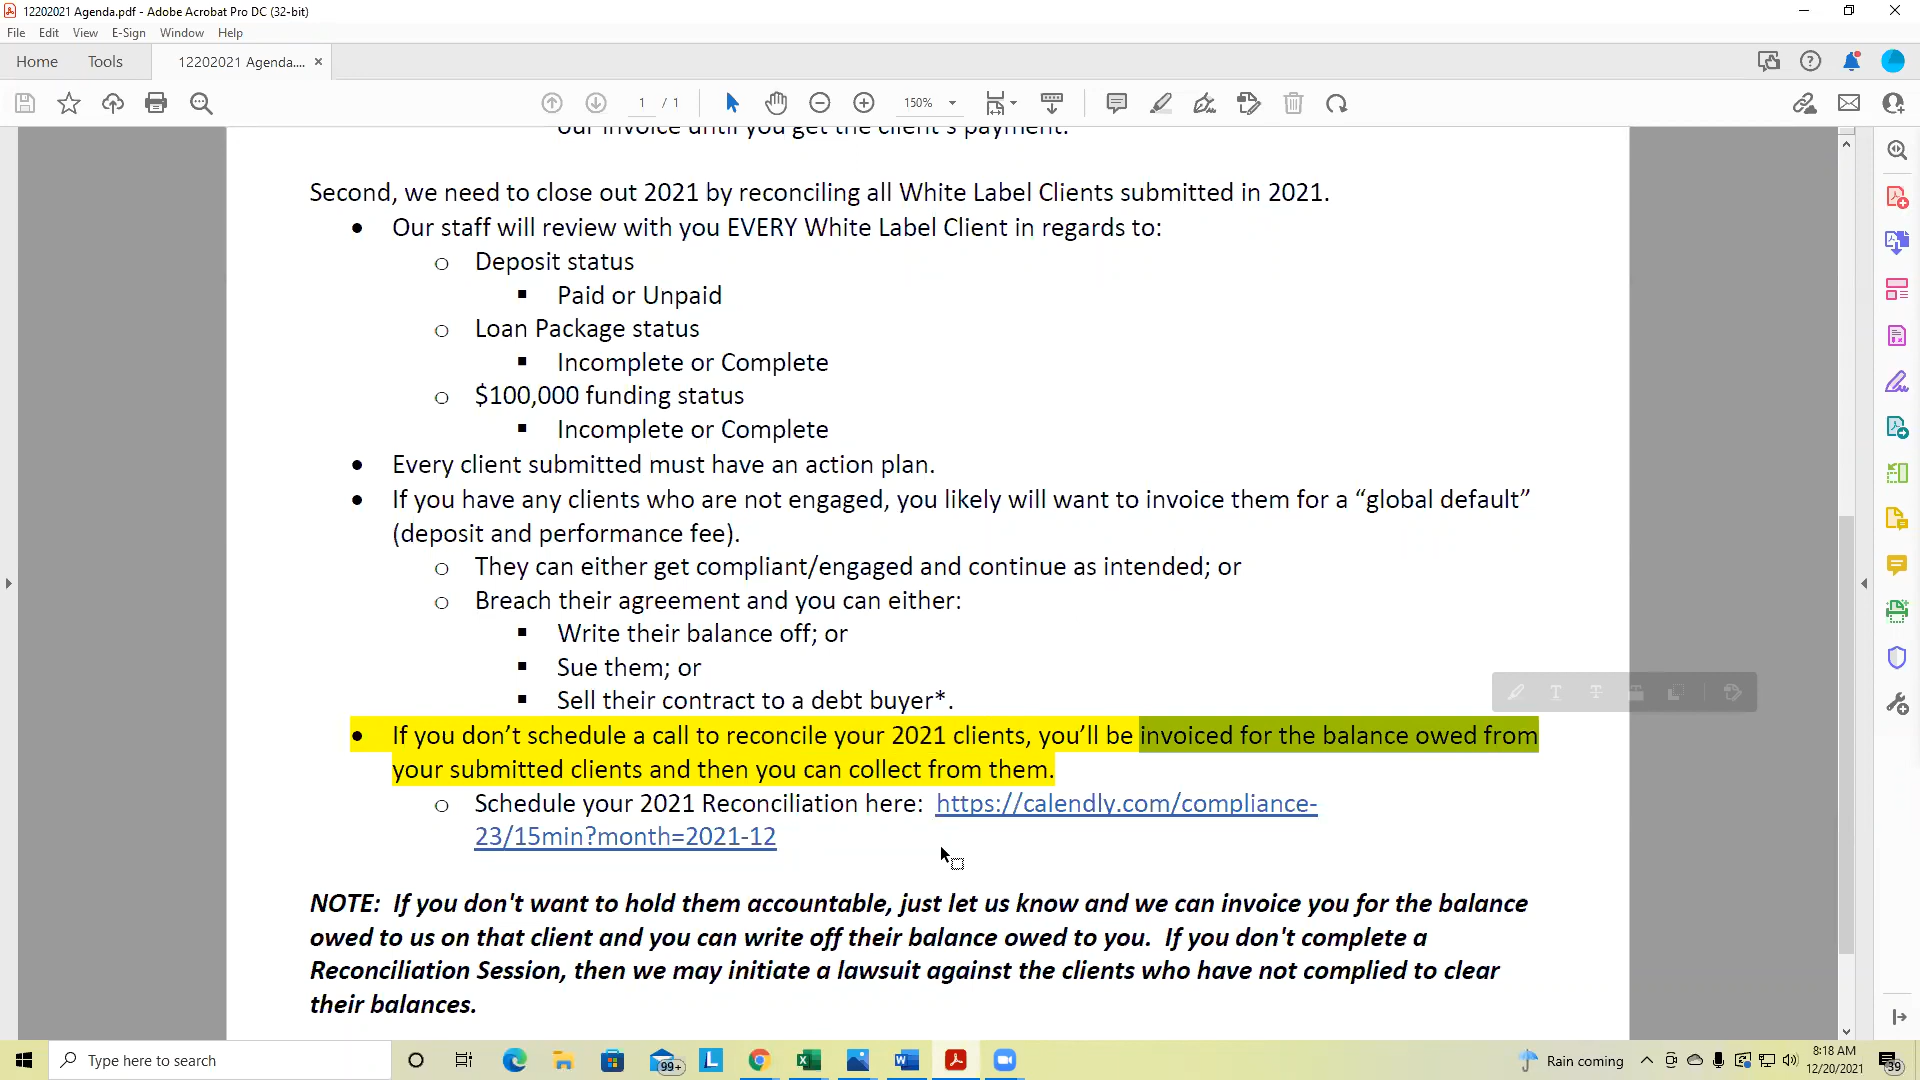 12202021 Agenda.pdf - Adobe Acrobat Pro DC (32-bit)
File Edit View E-Sign Window Help
Home Tools 12202021 Agenda.... ×
1 / 1 150%
our invoice until you get the client's payment.
Second, we need to close out 2021 by reconciling all White Label Clients submitted in 2021.
• Our staff will review with you EVERY White Label Client in regards to:
o Deposit status
▪ Paid or Unpaid
o Loan Package status
▪ Incomplete or Complete
o $100,000 funding status
▪ Incomplete or Complete
• Every client submitted must have an action plan.
• If you have any clients who are not engaged, you likely will want to invoice them for a “global default”
(deposit and performance fee).
o They can either get compliant/engaged and continue as intended; or
o Breach their agreement and you can either:
▪ Write their balance off; or
▪ Sue them; or
▪ Sell their contract to a debt buyer*.
• If you don’t schedule a call to reconcile your 2021 clients, you’ll be invoiced for the balance owed from
your submitted clients and then you can collect from them.
o Schedule your 2021 Reconciliation here: https://calendly.com/compliance-
23/15min?month=2021-12
NOTE: If you don't want to hold them accountable, just let us know and we can invoice you for the balance
owed to us on that client and you can write off their balance owed to you. If you don't complete a
Reconciliation Session, then we may initiate a lawsuit against the clients who have not complied to clear
their balances.
Type here to search
99+
Rain coming
8:18 AM
12/20/2021
39